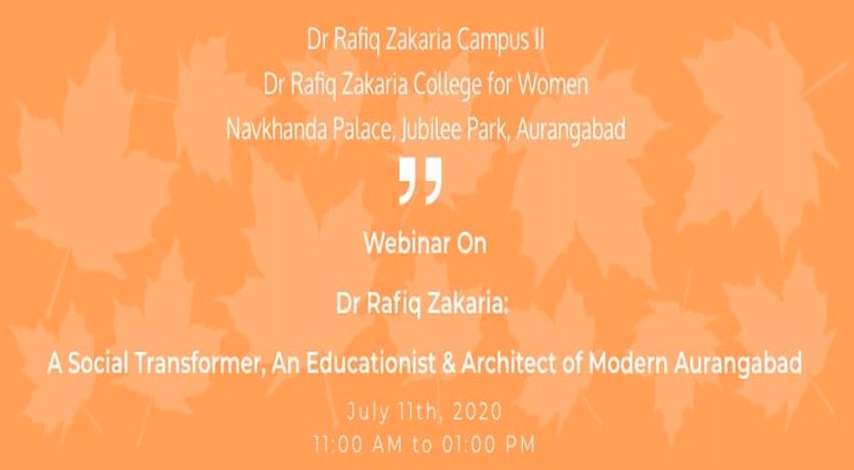 Dr Rafiq Zakaria Campus II
Dr Rafiq Zakaria College for Women
Navkhanda Palace, Jubilee Park, Aurangabad
”
Webinar On
Dr Rafiq Zakaria:
A Social Transformer, An Educationist & Architect of Modern Aurangabad
July 11th, 2020
11:00 AM to 01:00 PM